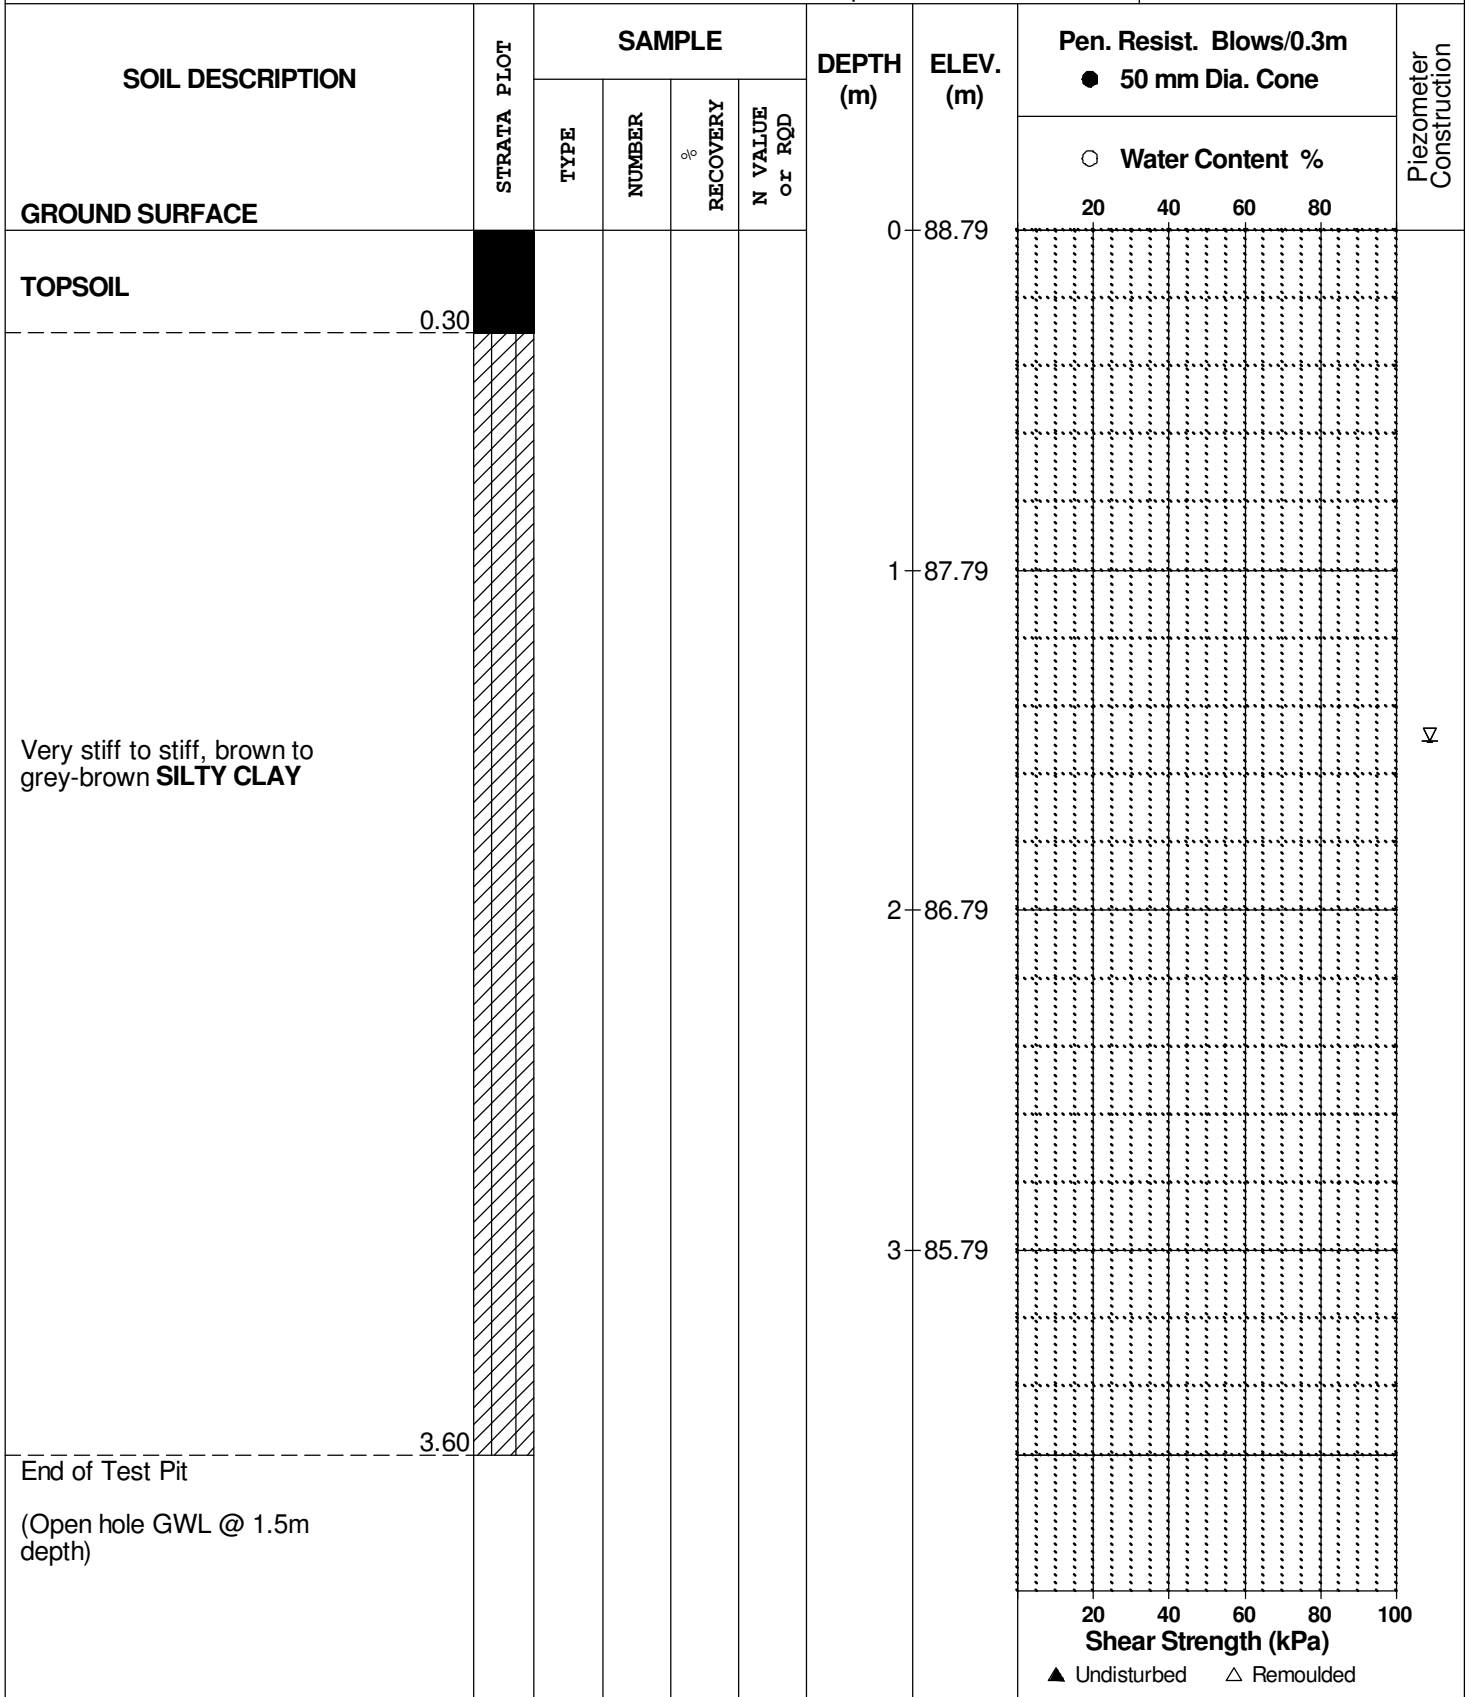 SOIL DESCRIPTION
GROUND SURFACE
STRATA PLOT
SAMPLE
TYPE
NUMBER
%
RECOVERY
N VALUE
or RQD
DEPTH
(m)
ELEV.
(m)
Pen. Resist. Blows/0.3m
● 50 mm Dia. Cone
○ Water Content %
20 40 60 80
Piezometer
Construction
0 88.79
TOPSOIL
0.30
1 87.79
Very stiff to stiff, brown to
grey-brown SILTY CLAY
2 86.79
3 85.79
3.60
End of Test Pit
(Open hole GWL @ 1.5m
depth)
20 40 60 80 100
Shear Strength (kPa)
▲ Undisturbed △ Remoulded